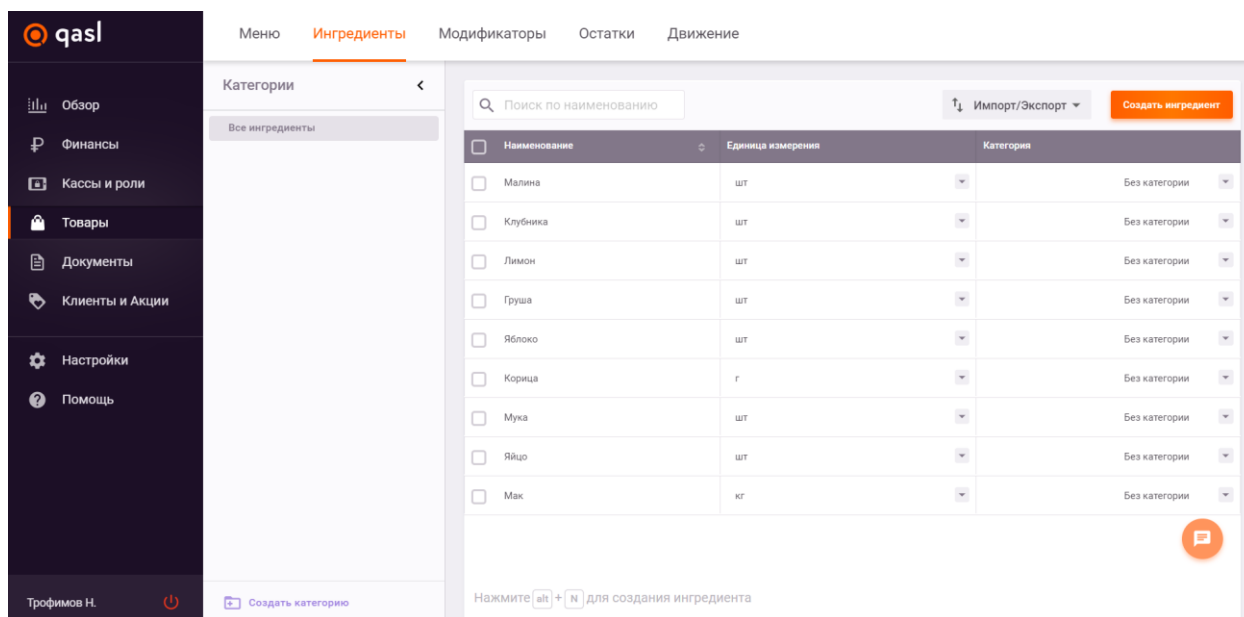 qasl
Меню Ингредиенты Модификаторы Остатки Движение
Обзор
Финансы
Кассы и роли
Товары
Документы
Клиенты и Акции
Настройки
Помощь
Трофимов Н.
Категории
Все ингредиенты
Создать категорию
Поиск по наименованию Импорт/Экспорт Создать ингредиент
Наименование Единица измерения Категория
Малина шт Без категории
Клубника шт Без категории
Лимон шт Без категории
Груша шт Без категории
Яблоко шт Без категории
Корица г Без категории
Мука шт Без категории
Яйцо шт Без категории
Мак кг Без категории
Нажмите alt + N для создания ингредиента